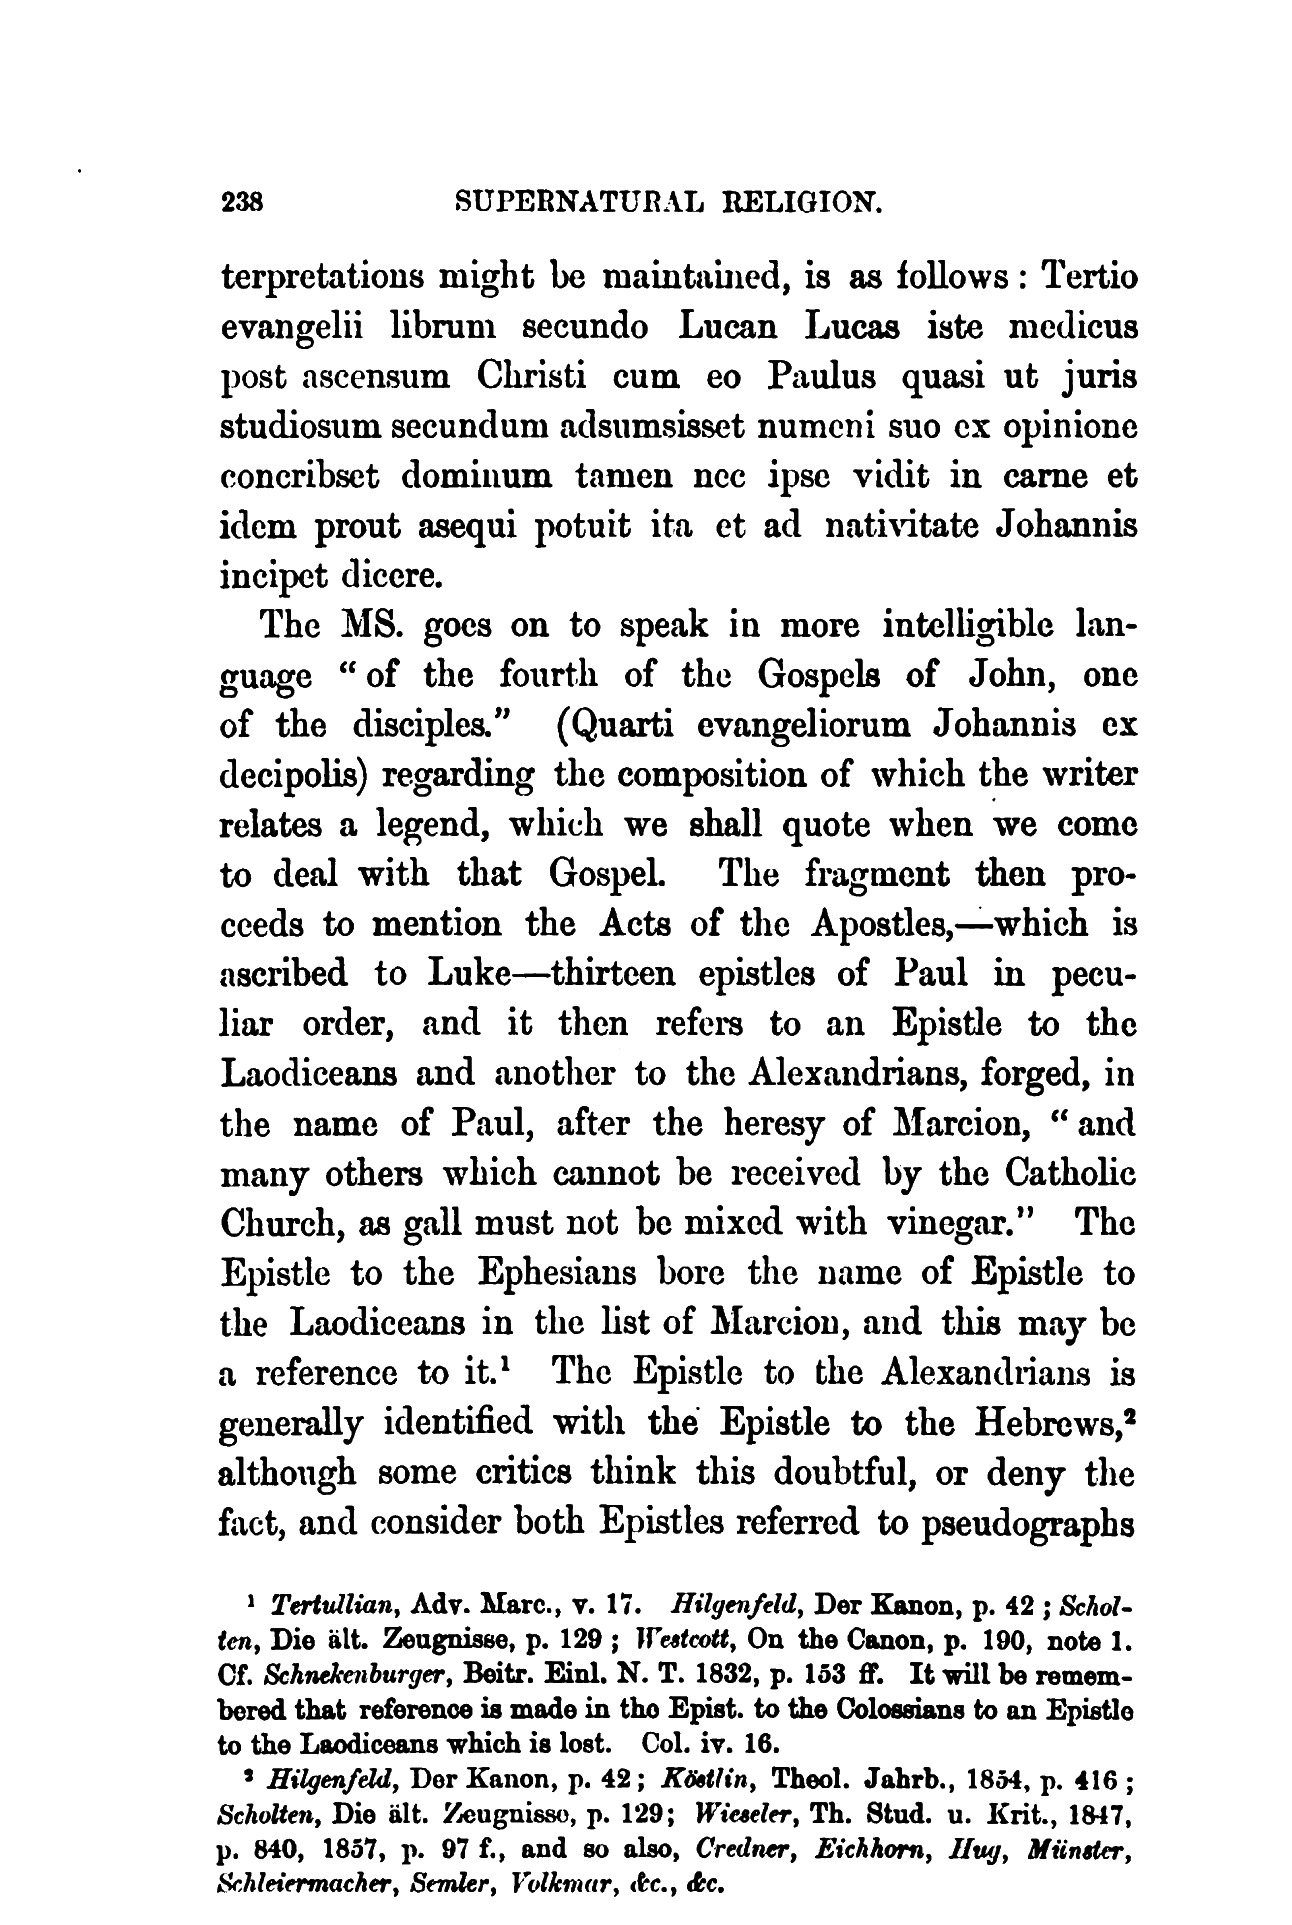 238 SUPERNATURAL RELIGION.
terpretations might be maintained, is as follows : Tertio
evangelii librum secundo Lucan Lucas iste medicus
post ascensum Christi cum eo Paulus quasi ut juris
studiosum secundum adsumsisset numeni suo ex opinione
concribset dominum tamen nec ipse vidit in carne et
idem prout asequi potuit ita et ad nativitate Johannis
incipet dicere.
The MS. goes on to speak in more intelligible lan-
guage “of the fourth of the Gospels of John, one
of the disciples.” (Quarti evangeliorum Johannis ex
decipolis) regarding the composition of which the writer
relates a legend, which we shall quote when we come
to deal with that Gospel. The fragment then pro-
ceeds to mention the Acts of the Apostles,—which is
ascribed to Luke—thirteen epistles of Paul in pecu-
liar order, and it then refers to an Epistle to the
Laodiceans and another to the Alexandrians, forged, in
the name of Paul, after the heresy of Marcion, “and
many others which cannot be received by the Catholic
Church, as gall must not be mixed with vinegar.” The
Epistle to the Ephesians bore the name of Epistle to
the Laodiceans in the list of Marcion, and this may be
a reference to it.¹ The Epistle to the Alexandrians is
generally identified with the Epistle to the Hebrews,²
although some critics think this doubtful, or deny the
fact, and consider both Epistles referred to pseudographs
¹ Tertullian, Adv. Marc., v. 17. Hilgenfeld, Der Kanon, p. 42 ; Schol-
ten, Die ält. Zeugnisse, p. 129 ; Westcott, On the Canon, p. 190, note 1.
Cf. Schnekenburger, Beitr. Einl. N. T. 1832, p. 153 ff. It will be remem-
bered that reference is made in the Epist. to the Colossians to an Epistle
to the Laodiceans which is lost. Col. iv. 16.
² Hilgenfeld, Der Kanon, p. 42 ; Köstlin, Theol. Jahrb., 1854, p. 416 ;
Scholten, Die ält. Zeugnisse, p. 129; Wieseler, Th. Stud. u. Krit., 1847,
p. 840, 1857, p. 97 f., and so also, Credner, Eichhorn, Hug, Münster,
Schleiermacher, Semler, Volkmar, &c., &c.